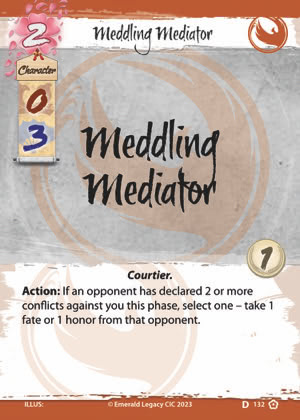 2
Meddling Mediator
Character
0
3
Meddling
Mediator
1
Courtier.
Action: If an opponent has declared 2 or more
conflicts against you this phase, select one – take 1
fate or 1 honor from that opponent.
ILLUS:
© Emerald Legacy CIC 2023
D 132